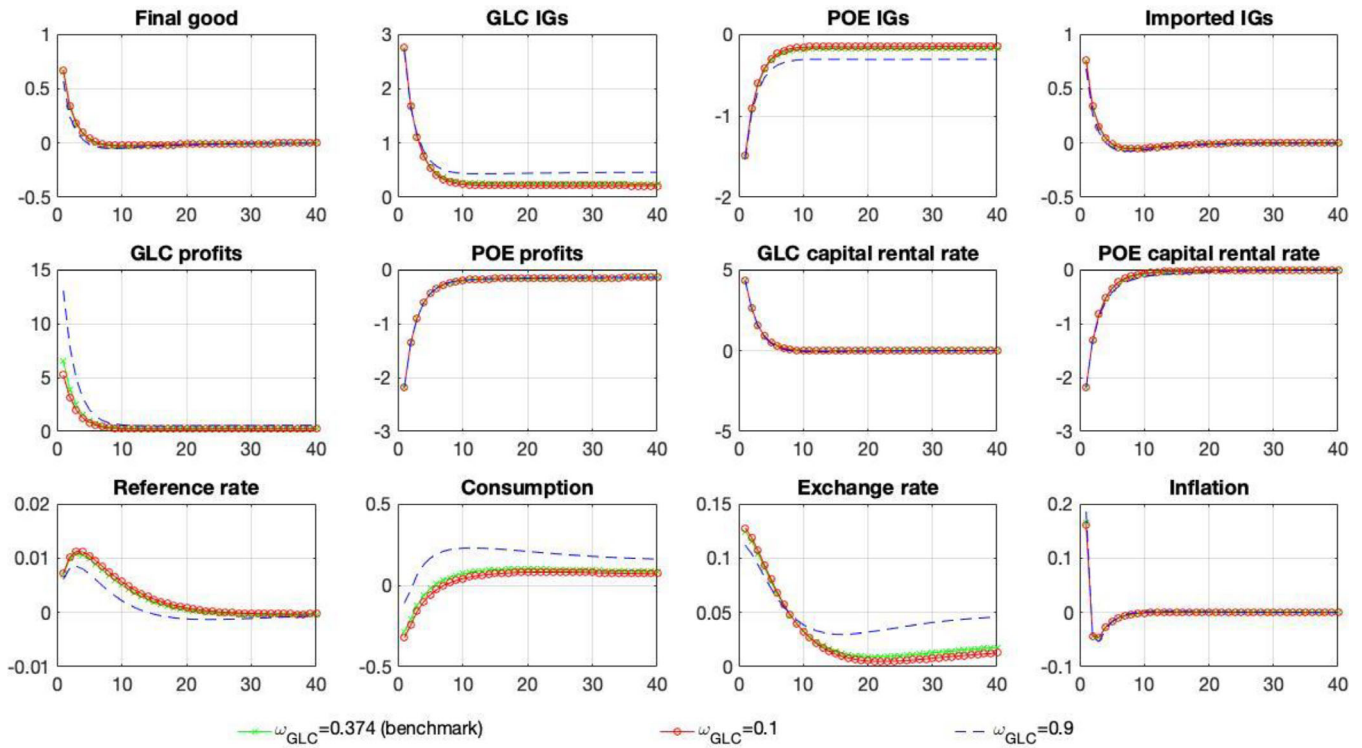 Final good
GLC IGs
POE IGs
Imported IGs
1
0.5
0
-0.5
0 10 20 30 40
3
2
1
0
0 10 20 30 40
0
-1
-2
0 10 20 30 40
1
0.5
0
-0.5
0 10 20 30 40
GLC profits
POE profits
GLC capital rental rate
POE capital rental rate
15
10
5
0
0 10 20 30 40
0
-1
-2
-3
0 10 20 30 40
5
0
-5
0 10 20 30 40
0
-1
-2
-3
0 10 20 30 40
Reference rate
Consumption
Exchange rate
Inflation
0.02
0.01
0
-0.01
0 10 20 30 40
0.5
0
-0.5
0 10 20 30 40
0.15
0.1
0.05
0
0 10 20 30 40
0.2
0.1
0
-0.1
0 10 20 30 40
ω_GLC=0.374 (benchmark)
ω_GLC=0.1
ω_GLC=0.9